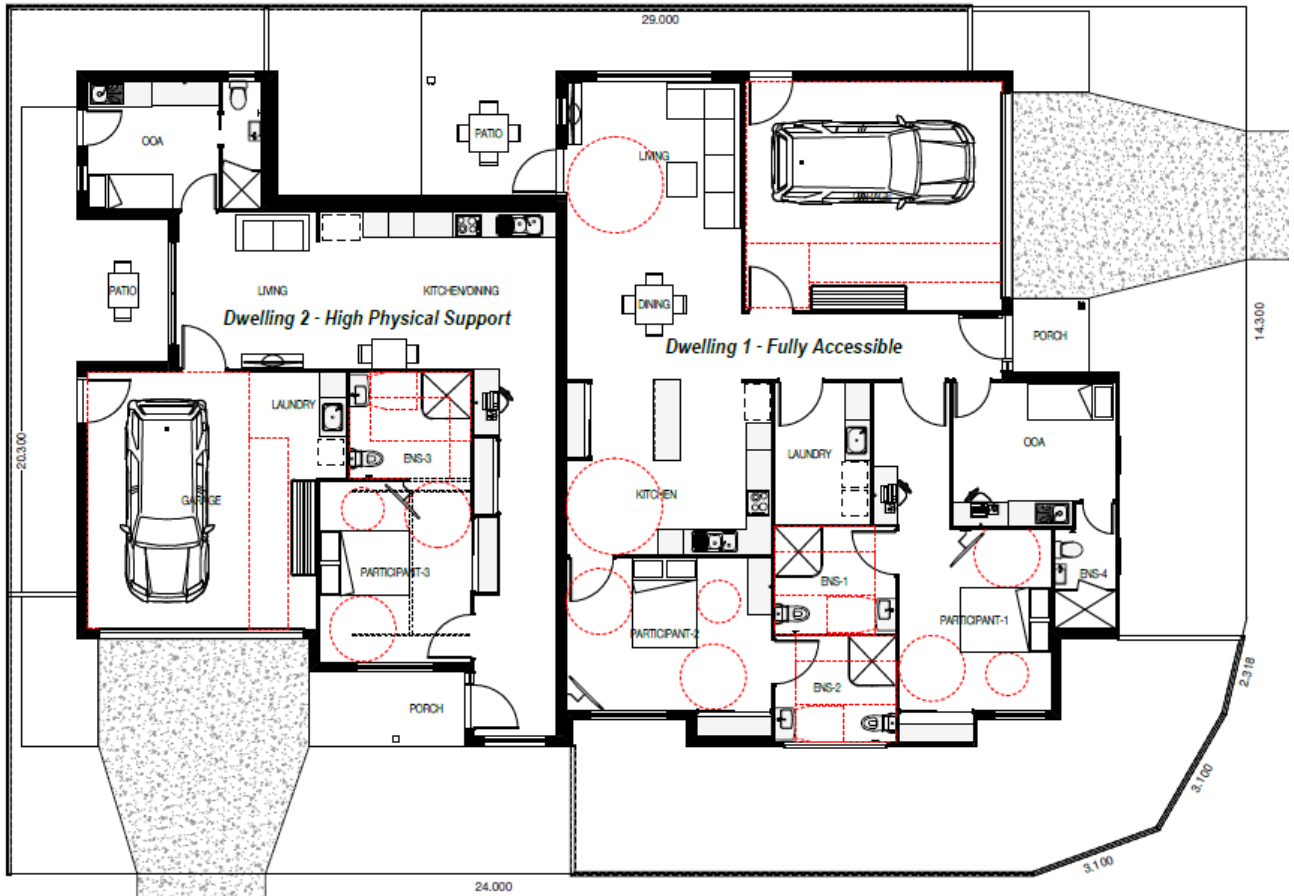 29.000
OOA
PATIO
LIVING
PATIO
LIVING
KITCHEN/DINING
DINING
Dwelling 2 - High Physical Support
Dwelling 1 - Fully Accessible
PORCH
14.300
20.300
LAUNDRY
ENS-3
GARAGE
PARTICIPANT-3
KITCHEN
LAUNDRY
OOA
ENS-1
ENS-4
PARTICIPANT-2
PARTICIPANT-1
ENS-2
PORCH
2.318
3.100
3.100
24.000